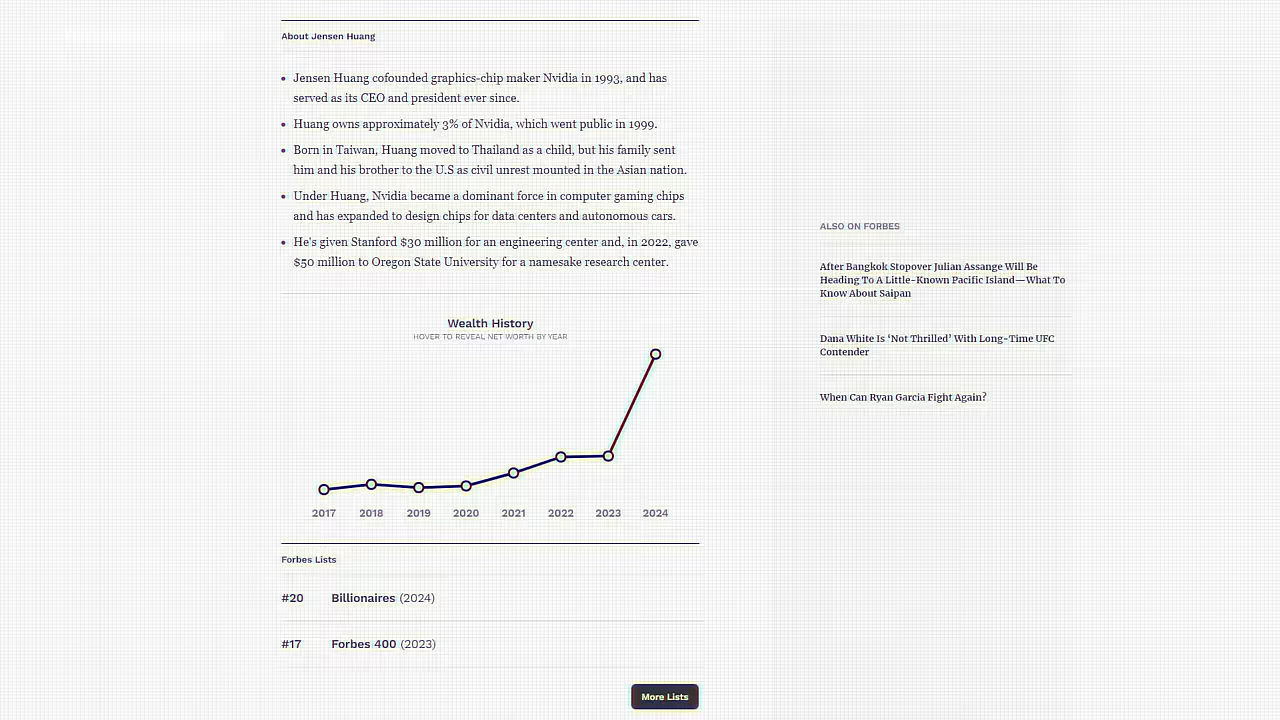 About Jensen Huang
• Jensen Huang cofounded graphics-chip maker Nvidia in 1993, and has
served as its CEO and president ever since.
• Huang owns approximately 3% of Nvidia, which went public in 1999.
• Born in Taiwan, Huang moved to Thailand as a child, but his family sent
him and his brother to the U.S as civil unrest mounted in the Asian nation.
• Under Huang, Nvidia became a dominant force in computer gaming chips
and has expanded to design chips for data centers and autonomous cars.
• He's given Stanford $30 million for an engineering center and, in 2022, gave
$50 million to Oregon State University for a namesake research center.
Wealth History
HOVER TO REVEAL NET WORTH BY YEAR
2017 2018 2019 2020 2021 2022 2023 2024
Forbes Lists
#20 Billionaires (2024)
#17 Forbes 400 (2023)
More Lists
ALSO ON FORBES
After Bangkok Stopover Julian Assange Will Be
Heading To A Little-Known Pacific Island—What To
Know About Saipan
Dana White Is ‘Not Thrilled’ With Long-Time UFC
Contender
When Can Ryan Garcia Fight Again?